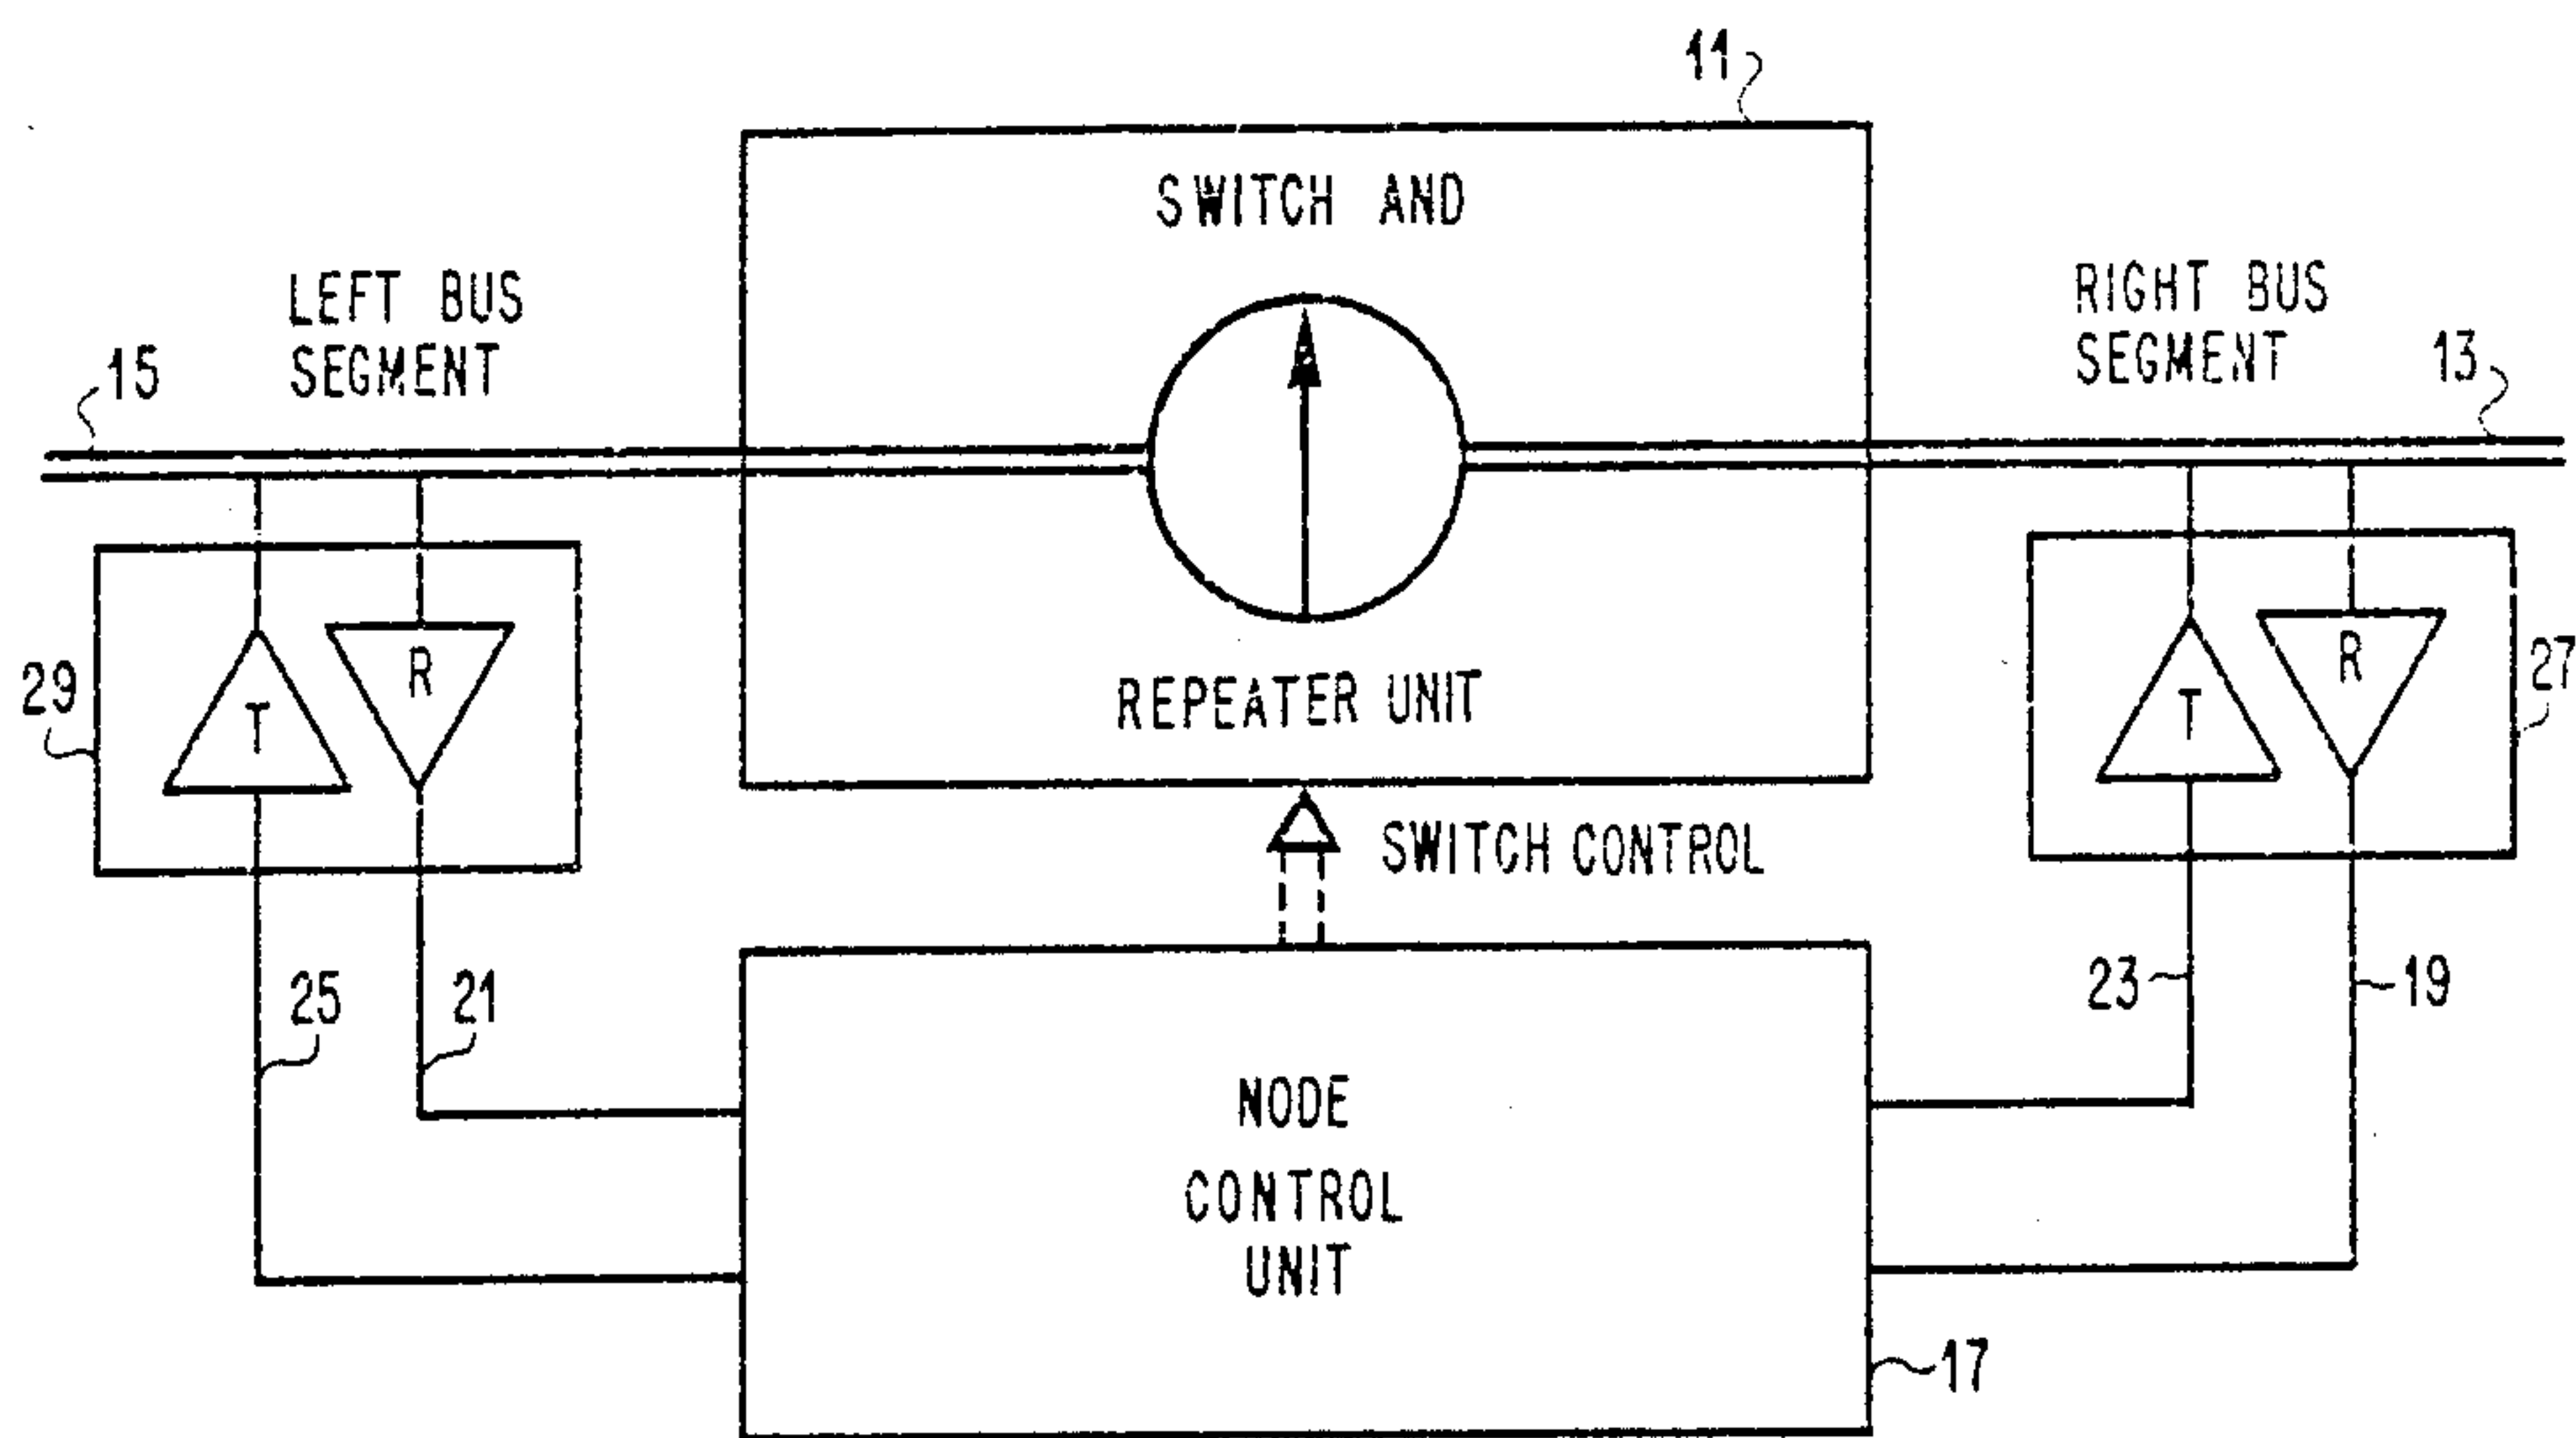 11
SWITCH AND
LEFT BUS
SEGMENT
RIGHT BUS
SEGMENT
15
13
REPEATER UNIT
29
T
R
T
R
27
SWITCH CONTROL
25
21
23
19
NODE
CONTROL
UNIT
17